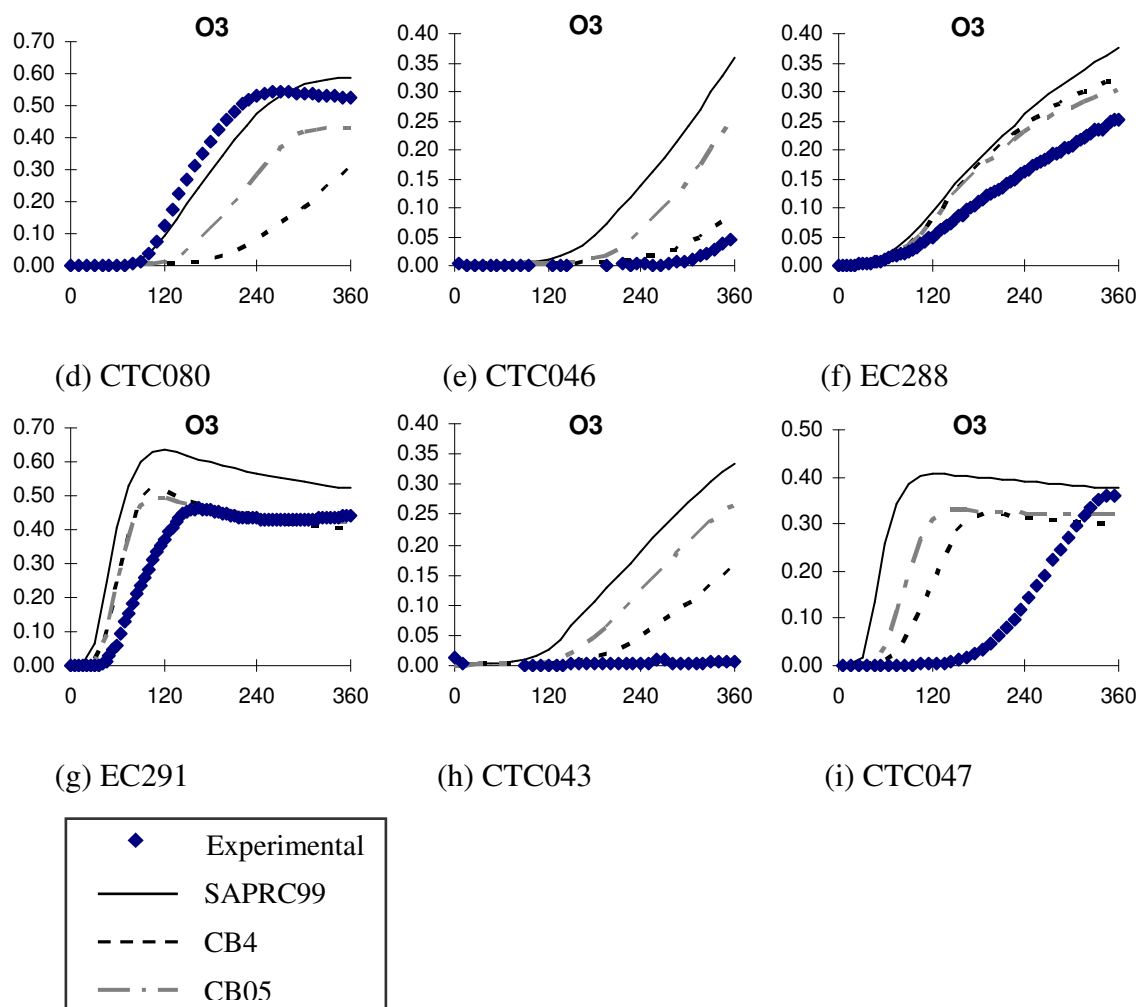 O3 O3 O3
0.70 0.40 0.40
0.60 0.35 0.35
0.50 0.30 0.30
0.40 0.25 0.25
0.30 0.20 0.20
0.20 0.15 0.15
0.10 0.10 0.10
0.00 0.05 0.05
0.00 0.00
0 120 240 360 0 120 240 360 0 120 240 360
(d) CTC080 (e) CTC046 (f) EC288
O3 O3 O3
0.70 0.40 0.50
0.60 0.35 0.40
0.50 0.30 0.30
0.40 0.25 0.20
0.30 0.20 0.10
0.20 0.15 0.00
0.10 0.10
0.00 0.05
0.00
0 120 240 360 0 120 240 360 0 120 240 360
(g) EC291 (h) CTC043 (i) CTC047
Experimental
SAPRC99
CB4
CB05